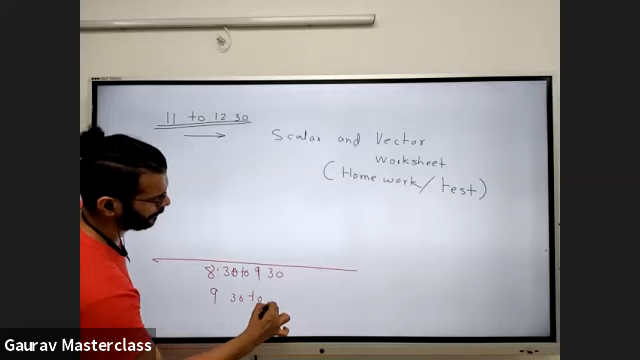 11 to 12 30
Scalar and Vector
worksheet
(Home work/test)
8:30 to 9 30
9 30 to
Gaurav Masterclass